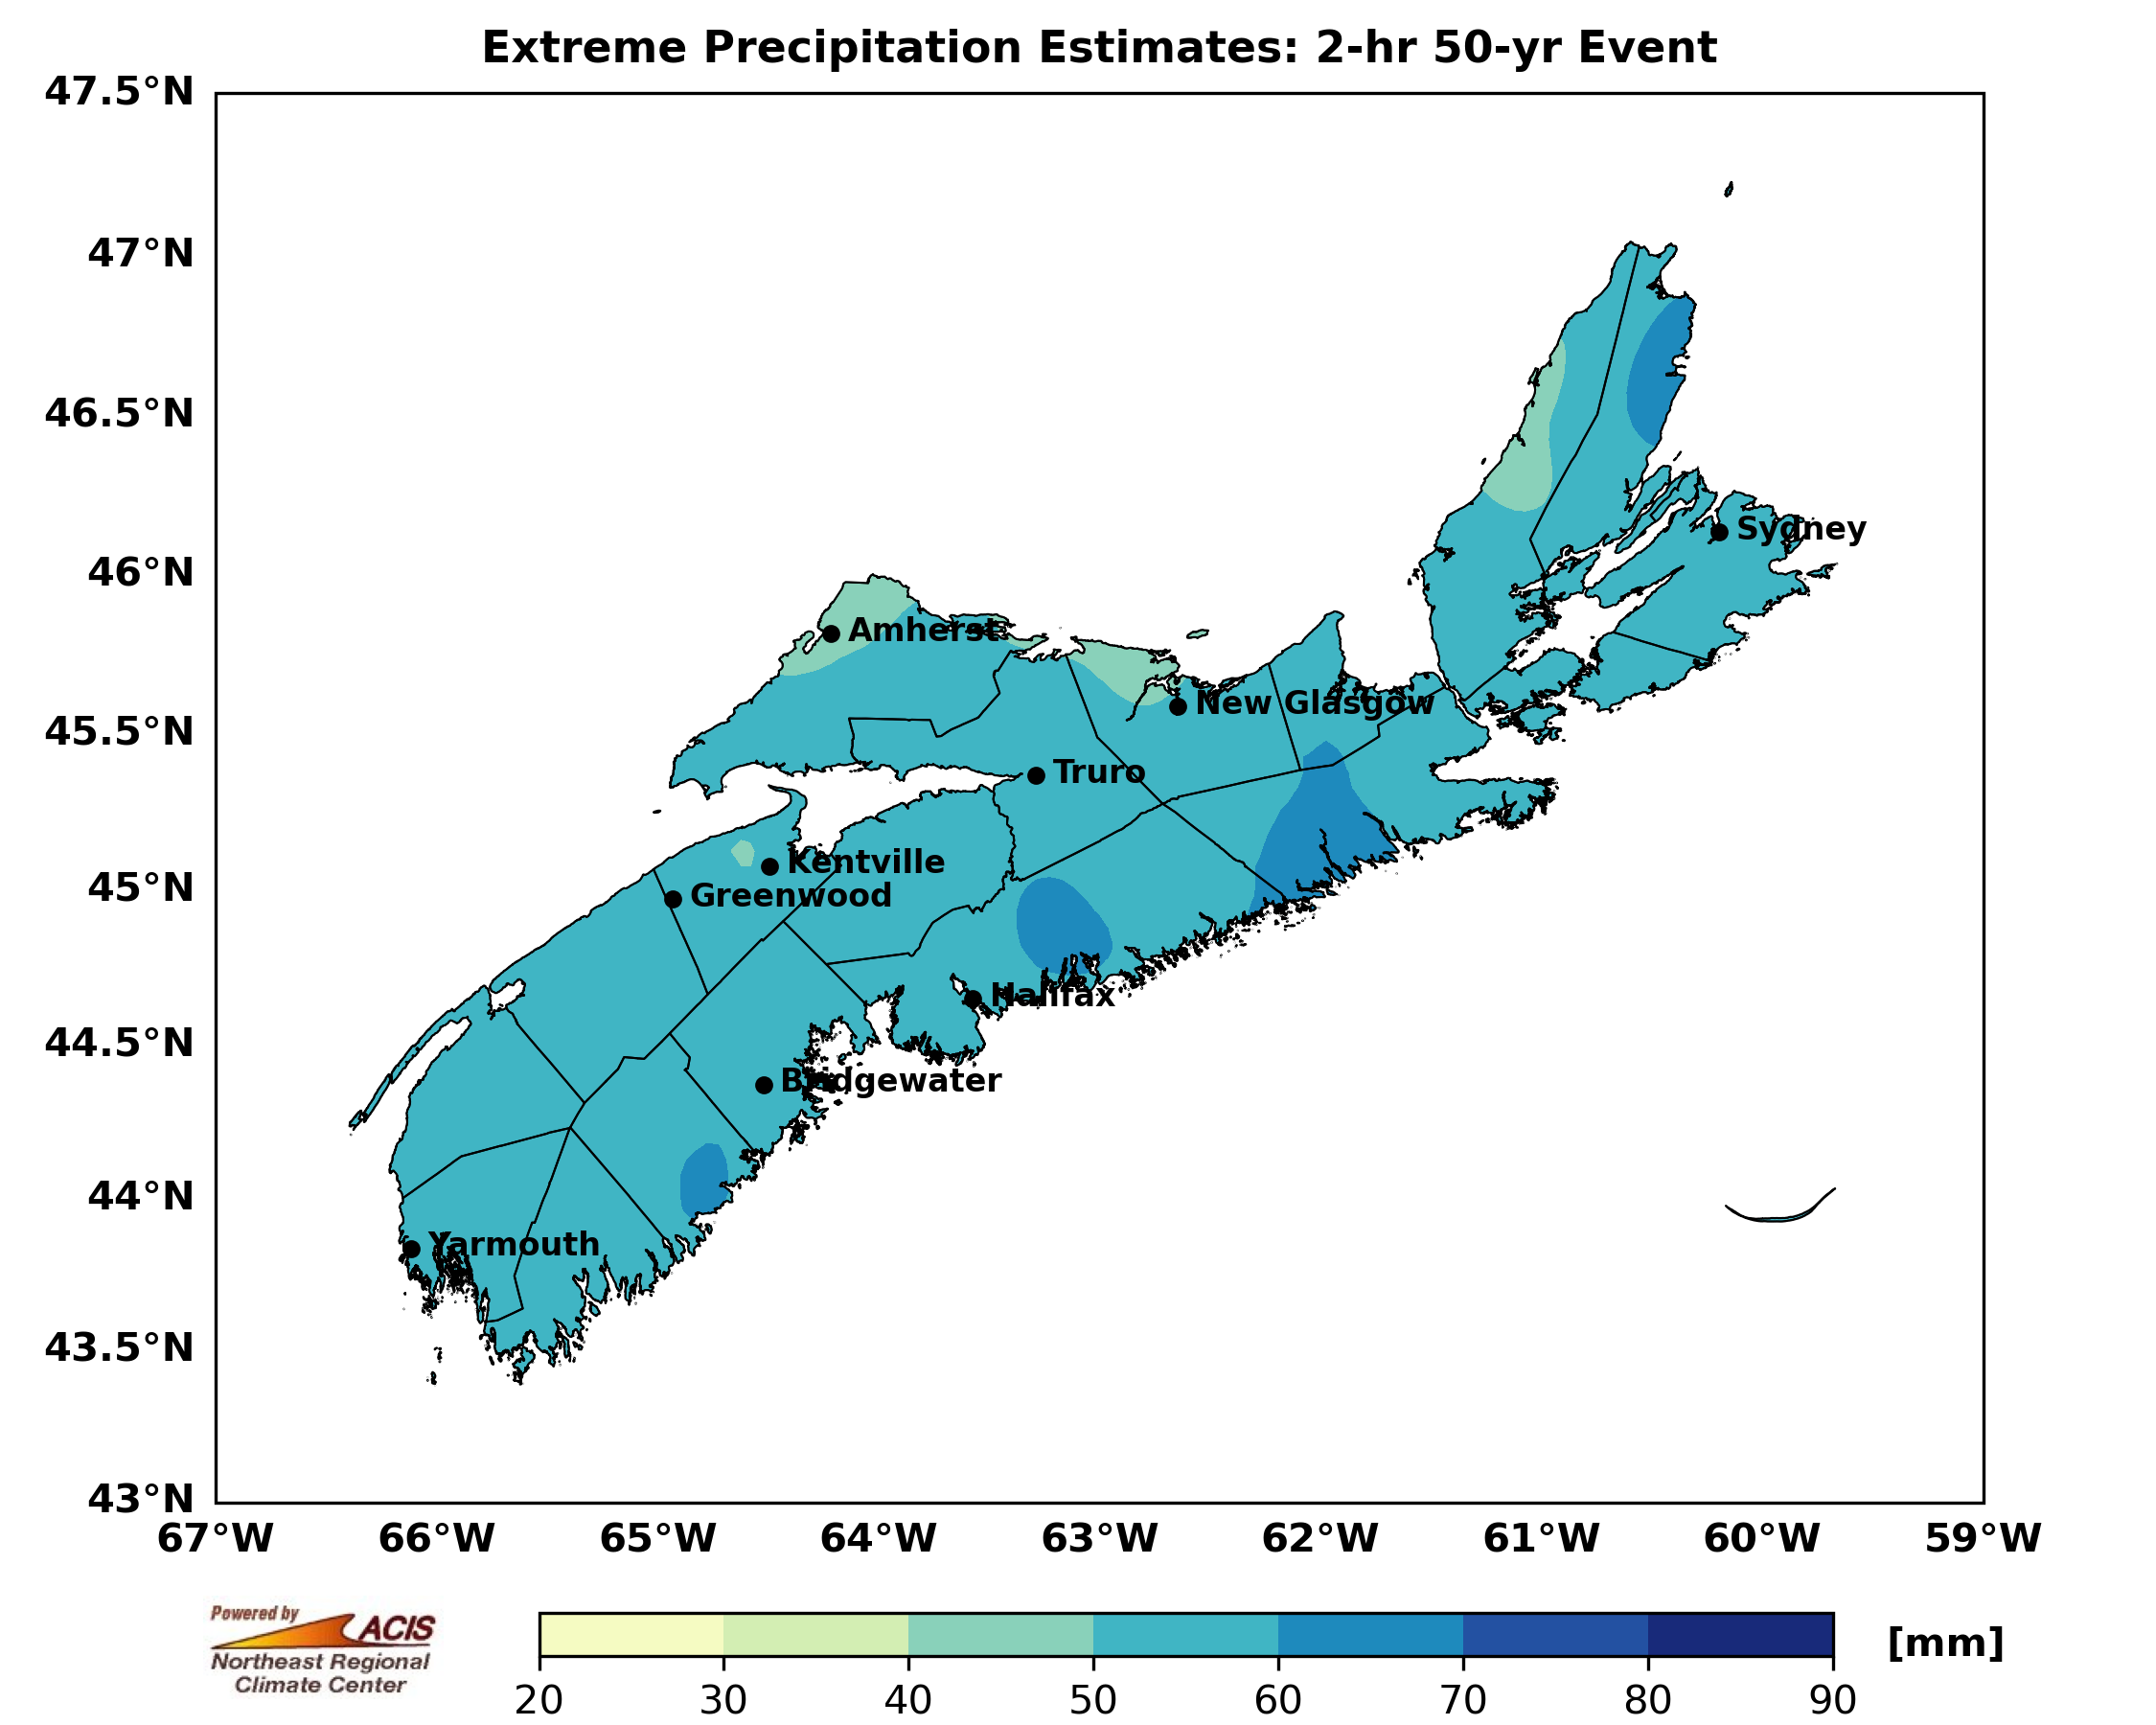 Extreme Precipitation Estimates: 2-hr 50-yr Event
47.5°N
47°N
46.5°N
46°N
45.5°N
45°N
44.5°N
44°N
43.5°N
43°N
Sydney
Amherst
New Glasgow
Truro
Kentville
Greenwood
Halifax
Bridgewater
Yarmouth
67°W 66°W 65°W 64°W 63°W 62°W 61°W 60°W 59°W
Powered by
ACIS
Northeast Regional
Climate Center
[mm]
20 30 40 50 60 70 80 90